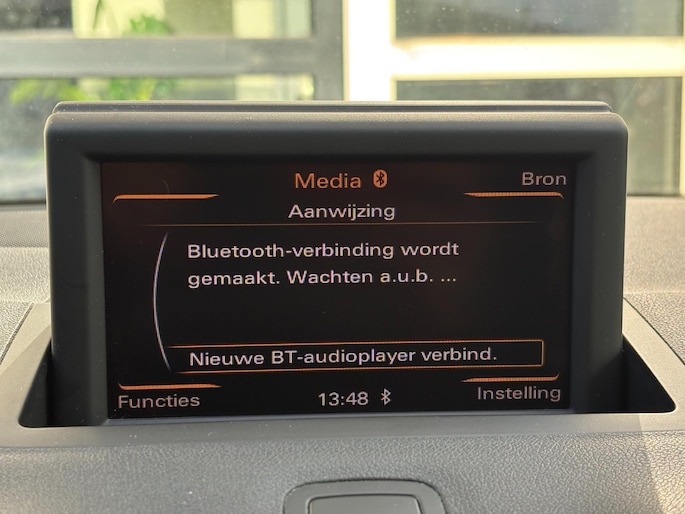 Media
Bron
Aanwijzing
Bluetooth-verbinding wordt
gemaakt. Wachten a.u.b. ...
Nieuwe BT-audioplayer verbind.
Functies
13:48
Instelling